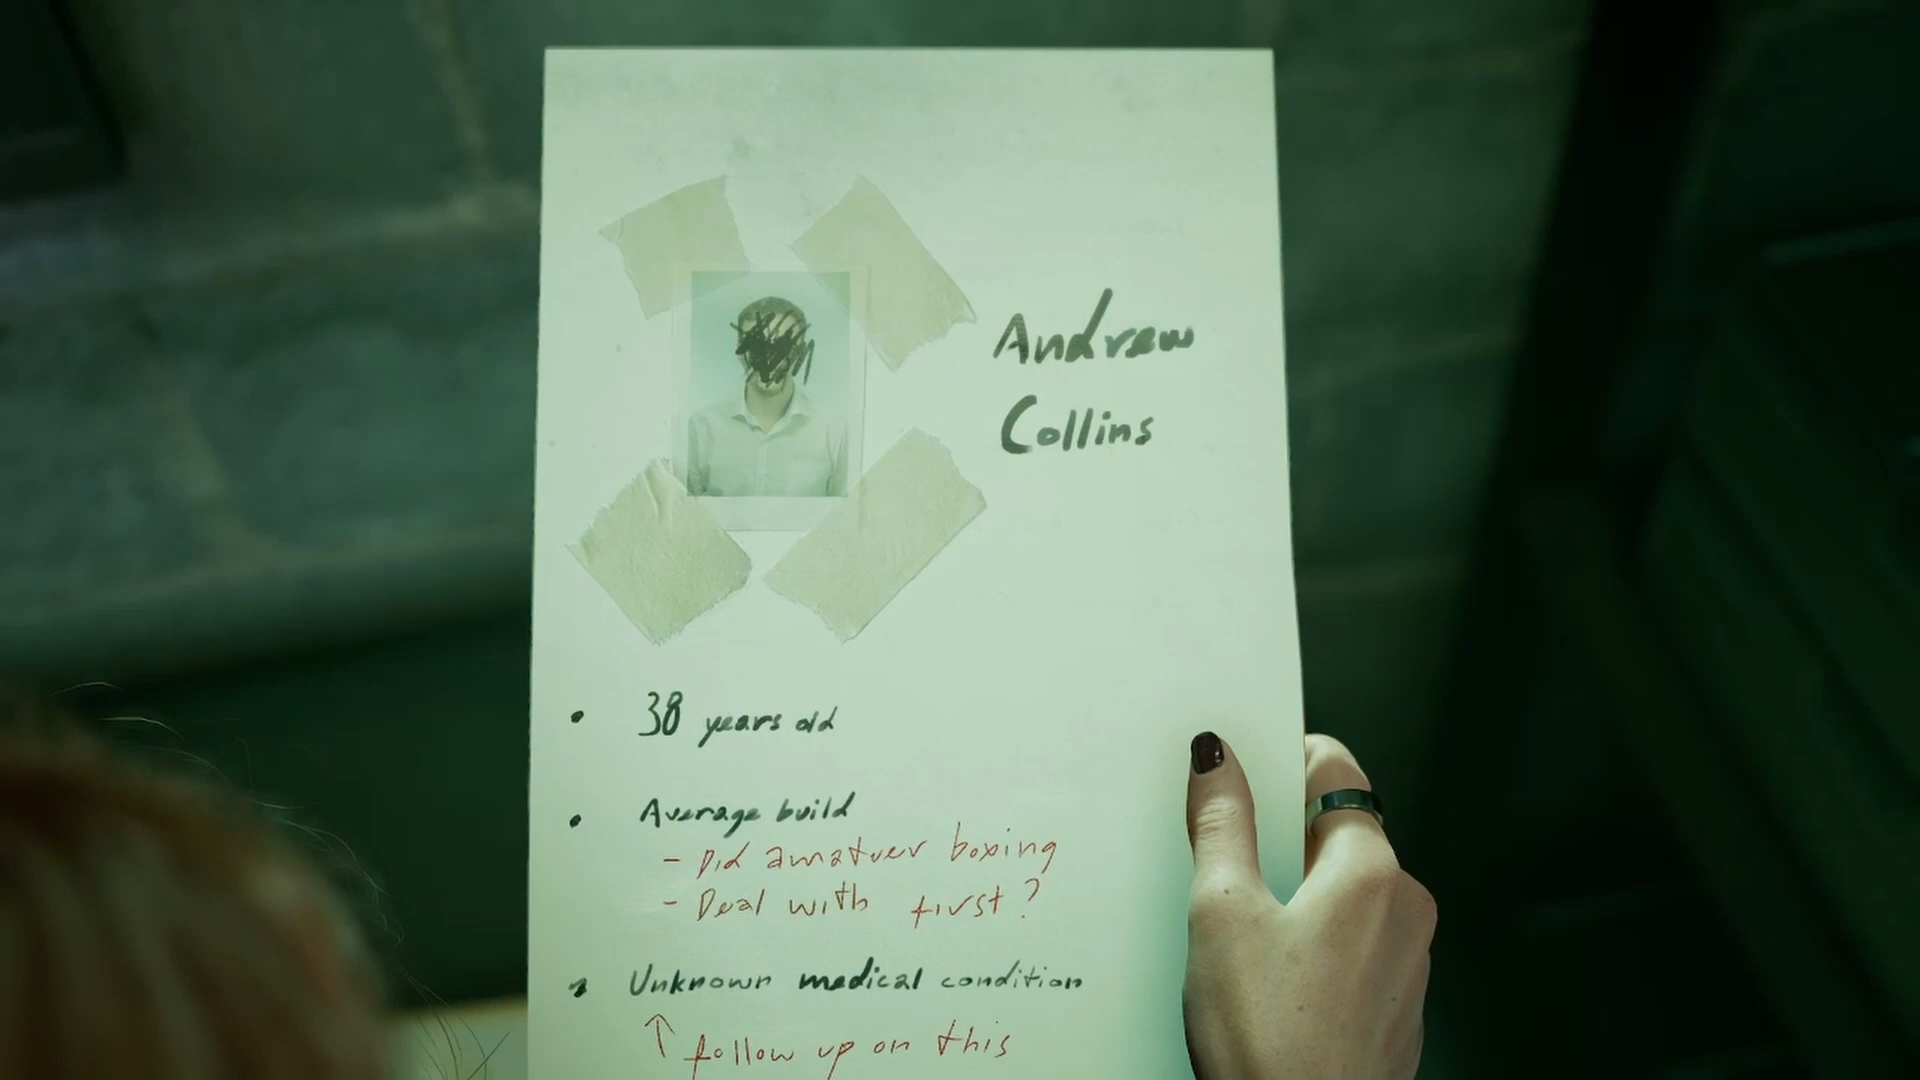 Andrew
Collins
• 38 years old
• Average build
- Did amatuer boxing
- Deal with first?
• Unknown medical condition
↑ follow up on this